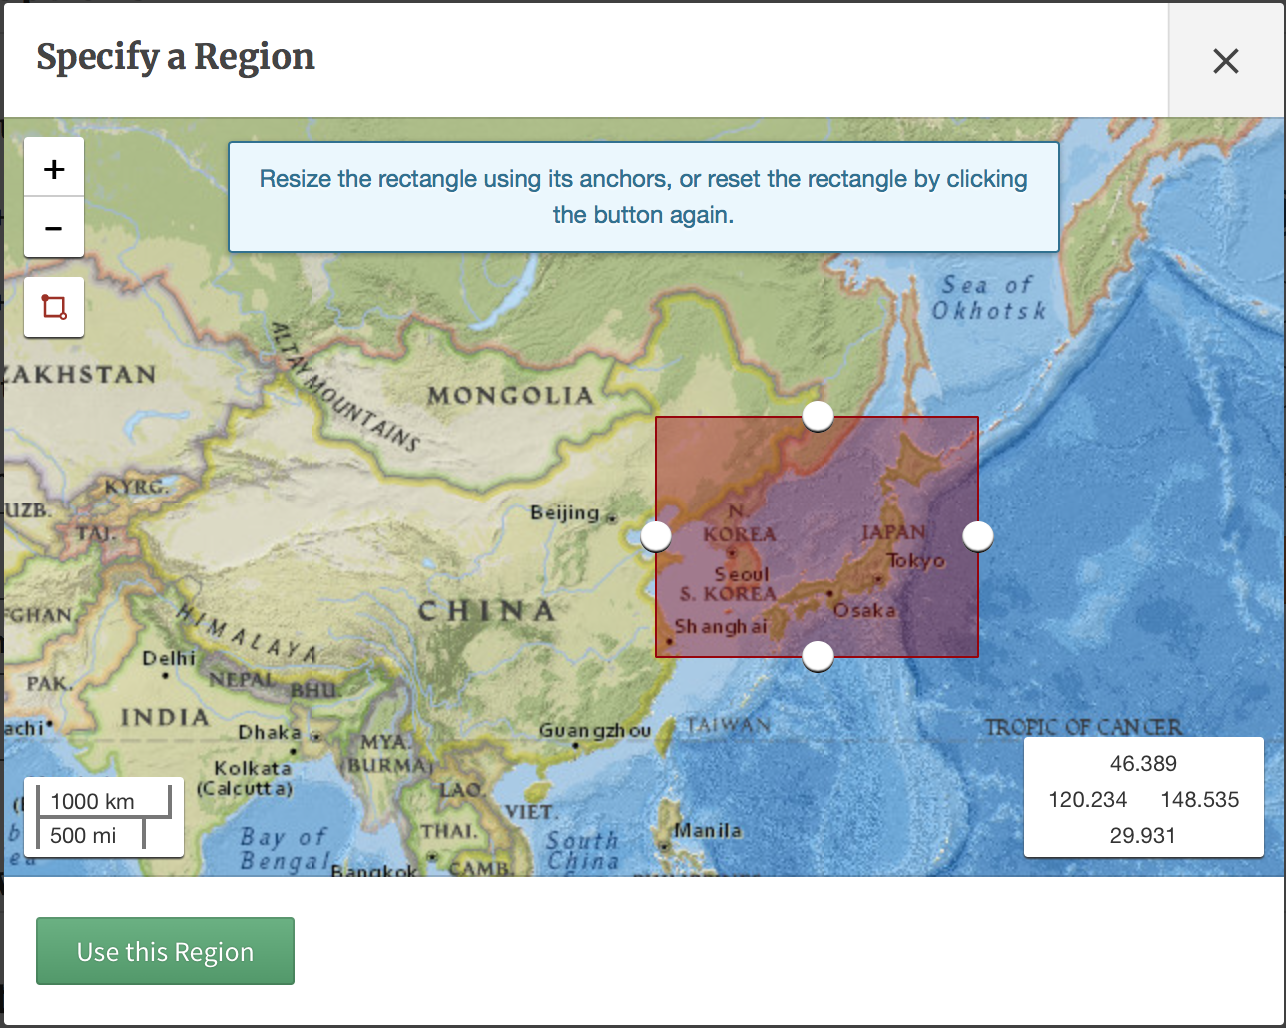 Specify a Region
+
Resize the rectangle using its anchors, or reset the rectangle by clicking
the button again.
−
Sea of
Okhotsk
ALTAY MOUNTAINS
ZAKHSTAN
MONGOLIA
KYRG.
UZB.
Beijing
N.
KOREA
JAPAN
TAJ.
Tokyo
Seoul
S. KOREA
CHINA
Osaka
GHAN.
HIMALAYA
Shanghai
Delhi
NEPAL
BHU.
PAK.
INDIA
achi
Dhaka
Guangzhou
TAIWAN
TROPIC OF CANCER
MYA.
(BURMA)
Kolkata
(Calcutta)
LAO.
VIET.
46.389
120.234 148.535
29.931
1000 km
500 mi
Bay of
Bengal
THAI.
South
China
Manila
Bangkok
CAMB.
Use this Region